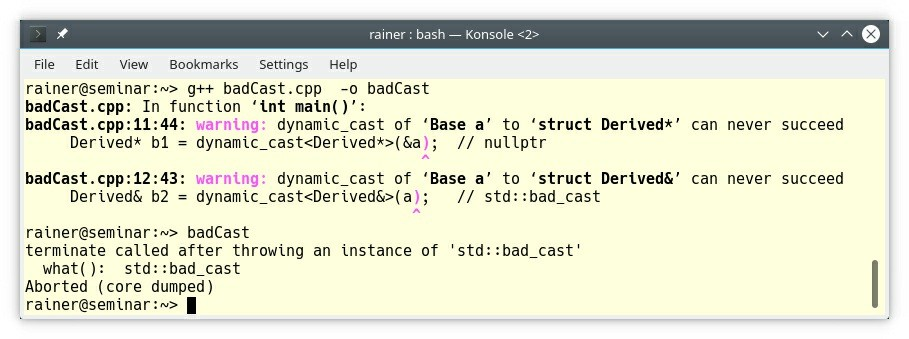 rainer : bash — Konsole <2>
File Edit View Bookmarks Settings Help
rainer@seminar:~> g++ badCast.cpp  -o badCast
badCast.cpp: In function ‘int main()’:
badCast.cpp:11:44: warning: dynamic_cast of ‘Base a’ to ‘struct Derived*’ can never succeed
     Derived* b1 = dynamic_cast<Derived*>(&a);  // nullptr
                                            ^
badCast.cpp:12:43: warning: dynamic_cast of ‘Base a’ to ‘struct Derived&’ can never succeed
     Derived& b2 = dynamic_cast<Derived&>(a);   // std::bad_cast
                                           ^
rainer@seminar:~> badCast
terminate called after throwing an instance of 'std::bad_cast'
  what():  std::bad_cast
Aborted (core dumped)
rainer@seminar:~>